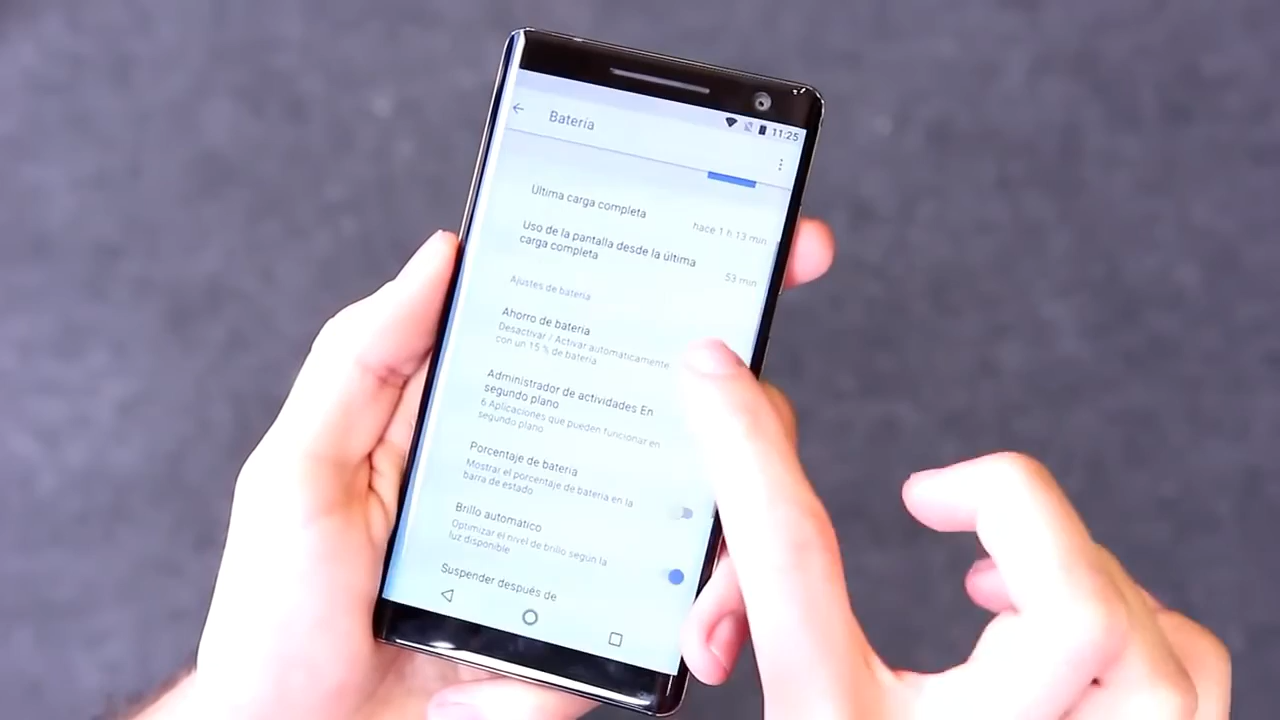 11:25
Batería
Última carga completa
hace 1 h 13 min
Uso de la pantalla desde la última
carga completa
53 min
Ajustes de batería
Ahorro de batería
Desactivar / Activar automáticamente
con un 15 % de batería
Administrador de actividades En
segundo plano
6 Aplicaciones que pueden funcionar en
segundo plano
Porcentaje de batería
Mostrar el porcentaje de batería en la
barra de estado
Brillo automático
Optimizar el nivel de brillo según la
luz disponible
Suspender después de